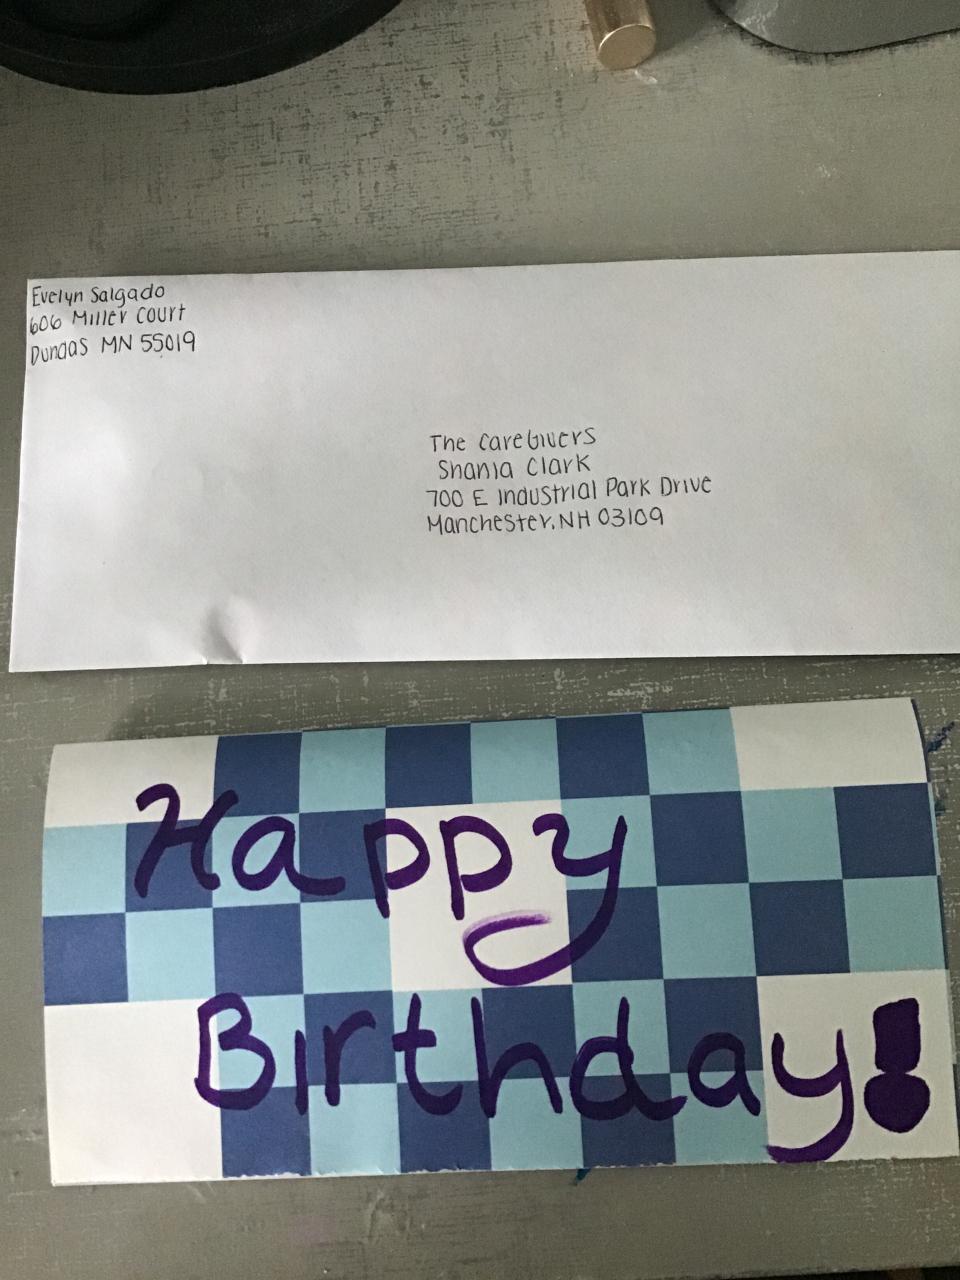 Evelyn Salgado
606 Miller Court
Dundas MN 55019
The CareGivers
Shania Clark
700 E Industrial Park Drive
Manchester, NH 03109
Happy
Birthday!